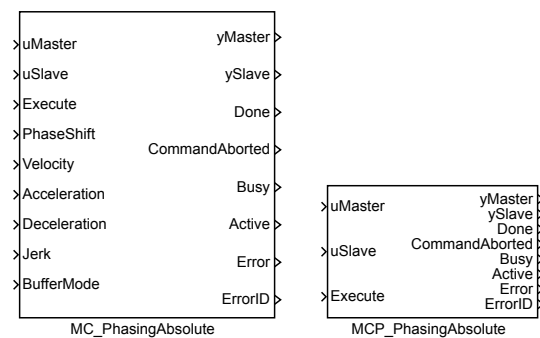 uMaster
uSlave
Execute
PhaseShift
Velocity
Acceleration
Deceleration
Jerk
BufferMode
yMaster
ySlave
Done
CommandAborted
Busy
Active
Error
ErrorID
MC_PhasingAbsolute
uMaster
uSlave
Execute
yMaster
ySlave
Done
CommandAborted
Busy
Active
Error
ErrorID
MCP_PhasingAbsolute